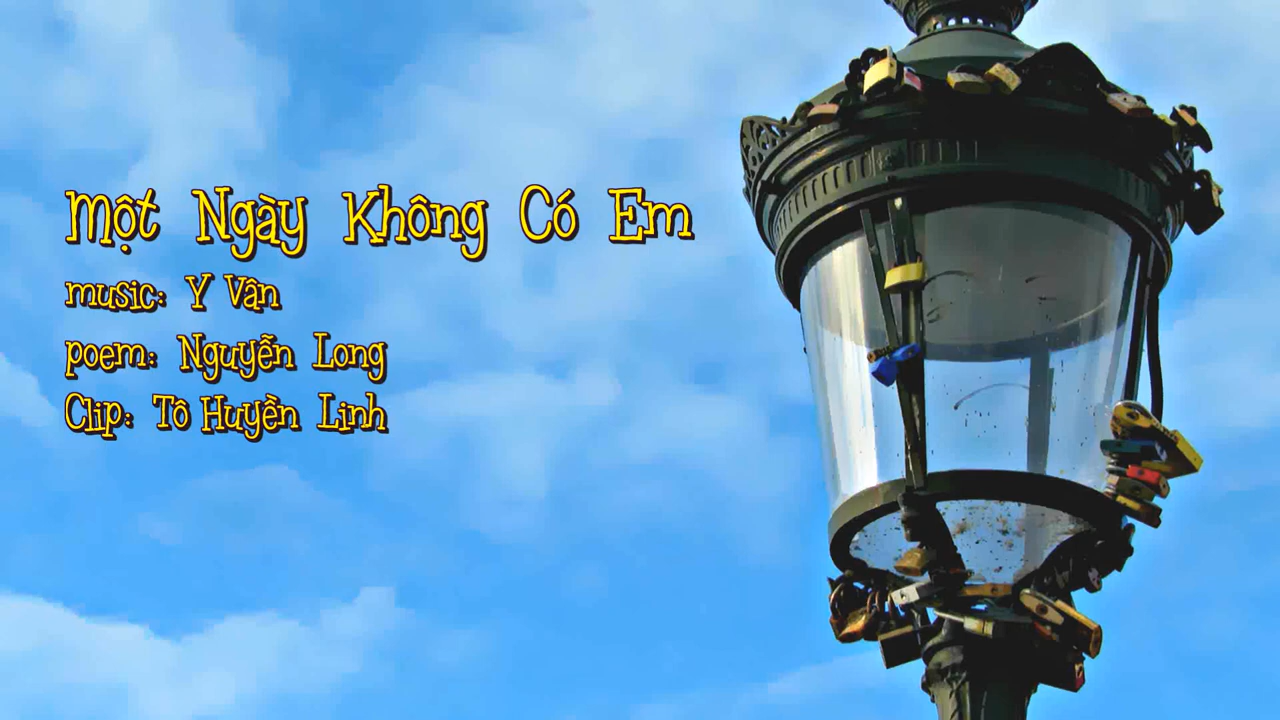 Một Ngày Không Có Em
music: Y Vân
poem: Nguyễn Long
Clip: Tô Huyền Linh